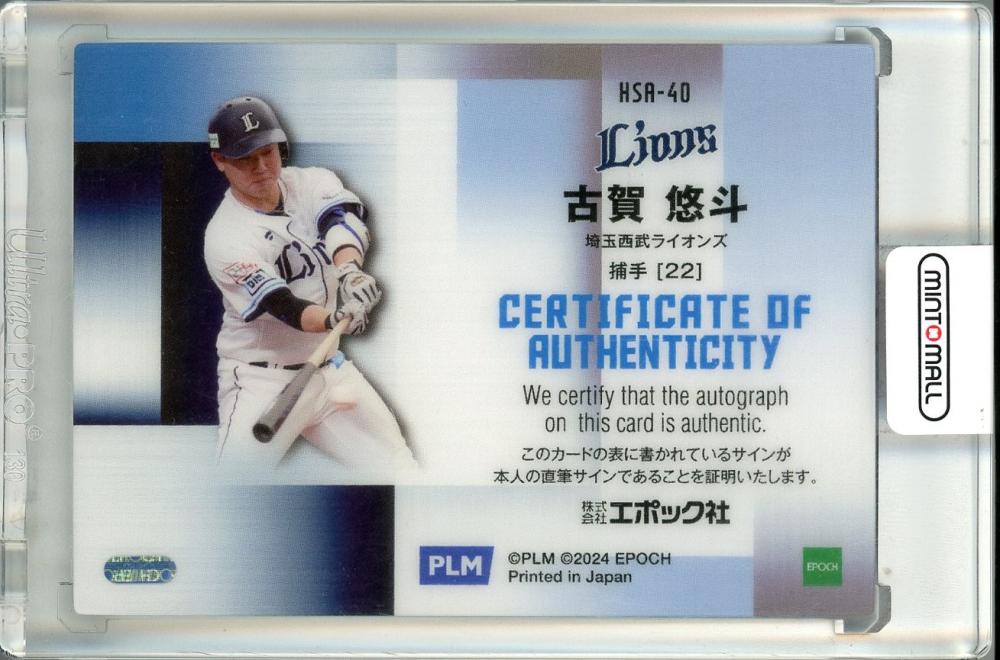 HSA-40
Lions
古賀 悠斗
埼玉西武ライオンズ
捕手 [22]
CERTIFICATE OF
AUTHENTICITY
We certify that the autograph
on this card is authentic.
このカードの表に書かれているサインが
本人の直筆サインであることを証明いたします。
株式会社エポック社
PLM
©PLM ©2024 EPOCH
Printed in Japan
EPOCH
MINT MALL
Ultra PRO® 130
L
Lio